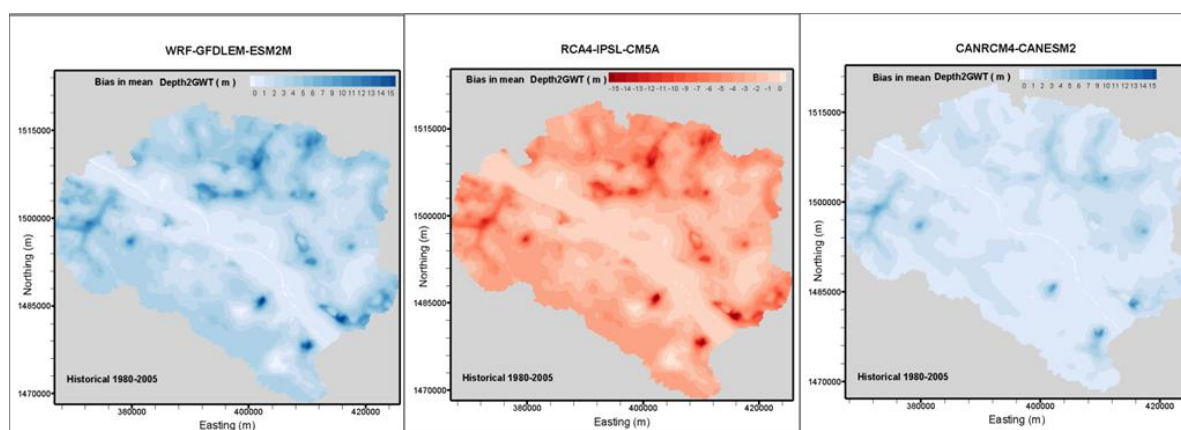 WRF-GFDLEM-ESM2M
Bias in mean Depth2GWT ( m )
0 1 4 5 6 7 8 9 10 11 12 13 14 15
1515000
1500000
1485000
1470000
Northing (m)
Historical 1980-2005
380000 400000 420000
Easting (m)
RCA4-IPSL-CM5A
Bias in mean Depth2GWT ( m )
-15 -14 -13 -12 -11 -10 -9 -8 -7 -6 -5 -4 -3 -2 -1 0
1515000
1500000
1485000
1470000
Northing (m)
Historical 1980-2005
380000 400000 420000
Easting (m)
CANRCM4-CANESM2
Bias in mean Depth2GWT ( m )
0 1 4 5 6 7 8 9 10 11 12 13 14 15
1515000
1500000
1485000
1470000
Northing (m)
Historical 1980-2005
380000 400000 420000
Easting (m)